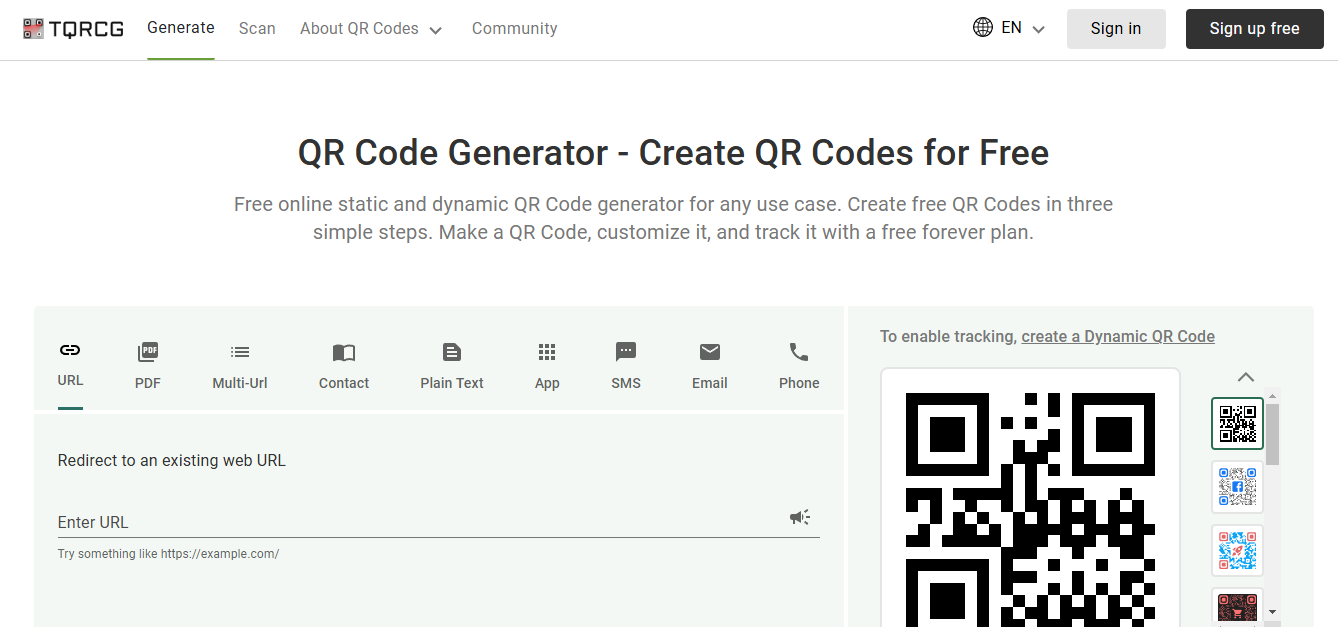 TQRCG
Generate
Scan
About QR Codes
Community
EN
Sign in
Sign up free
QR Code Generator - Create QR Codes for Free
Free online static and dynamic QR Code generator for any use case. Create free QR Codes in three
simple steps. Make a QR Code, customize it, and track it with a free forever plan.
URL
PDF
PDF
Multi-Url
Contact
Plain Text
App
SMS
Email
Phone
To enable tracking, create a Dynamic QR Code
Redirect to an existing web URL
Enter URL
Try something like https://example.com/